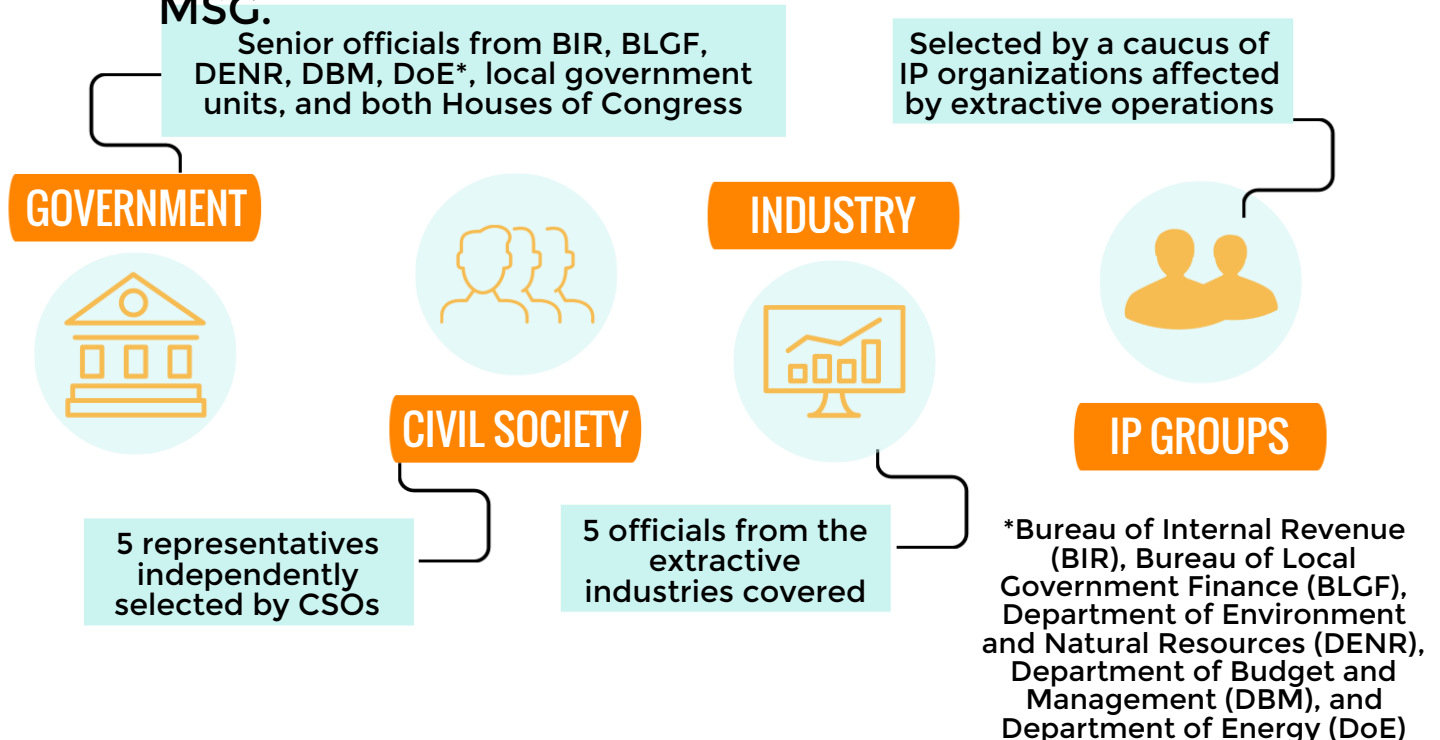 MSG.
Senior officials from BIR, BLGF,
DENR, DBM, DoE*, local government
units, and both Houses of Congress
Selected by a caucus of
IP organizations affected
by extractive operations
GOVERNMENT
INDUSTRY
CIVIL SOCIETY
IP GROUPS
5 representatives
independently
selected by CSOs
5 officials from the
extractive
industries covered
*Bureau of Internal Revenue
(BIR), Bureau of Local
Government Finance (BLGF),
Department of Environment
and Natural Resources (DENR),
Department of Budget and
Management (DBM), and
Department of Energy (DoE)